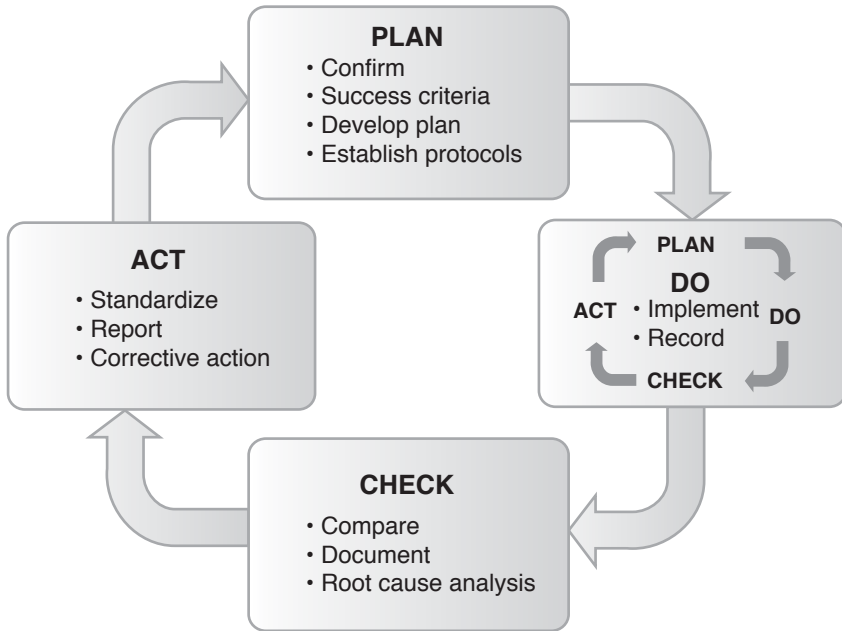 PLAN
• Confirm
• Success criteria
• Develop plan
• Establish protocols
PLAN
DO
• Implement
• Record
DO
CHECK
ACT
CHECK
• Compare
• Document
• Root cause analysis
ACT
• Standardize
• Report
• Corrective action